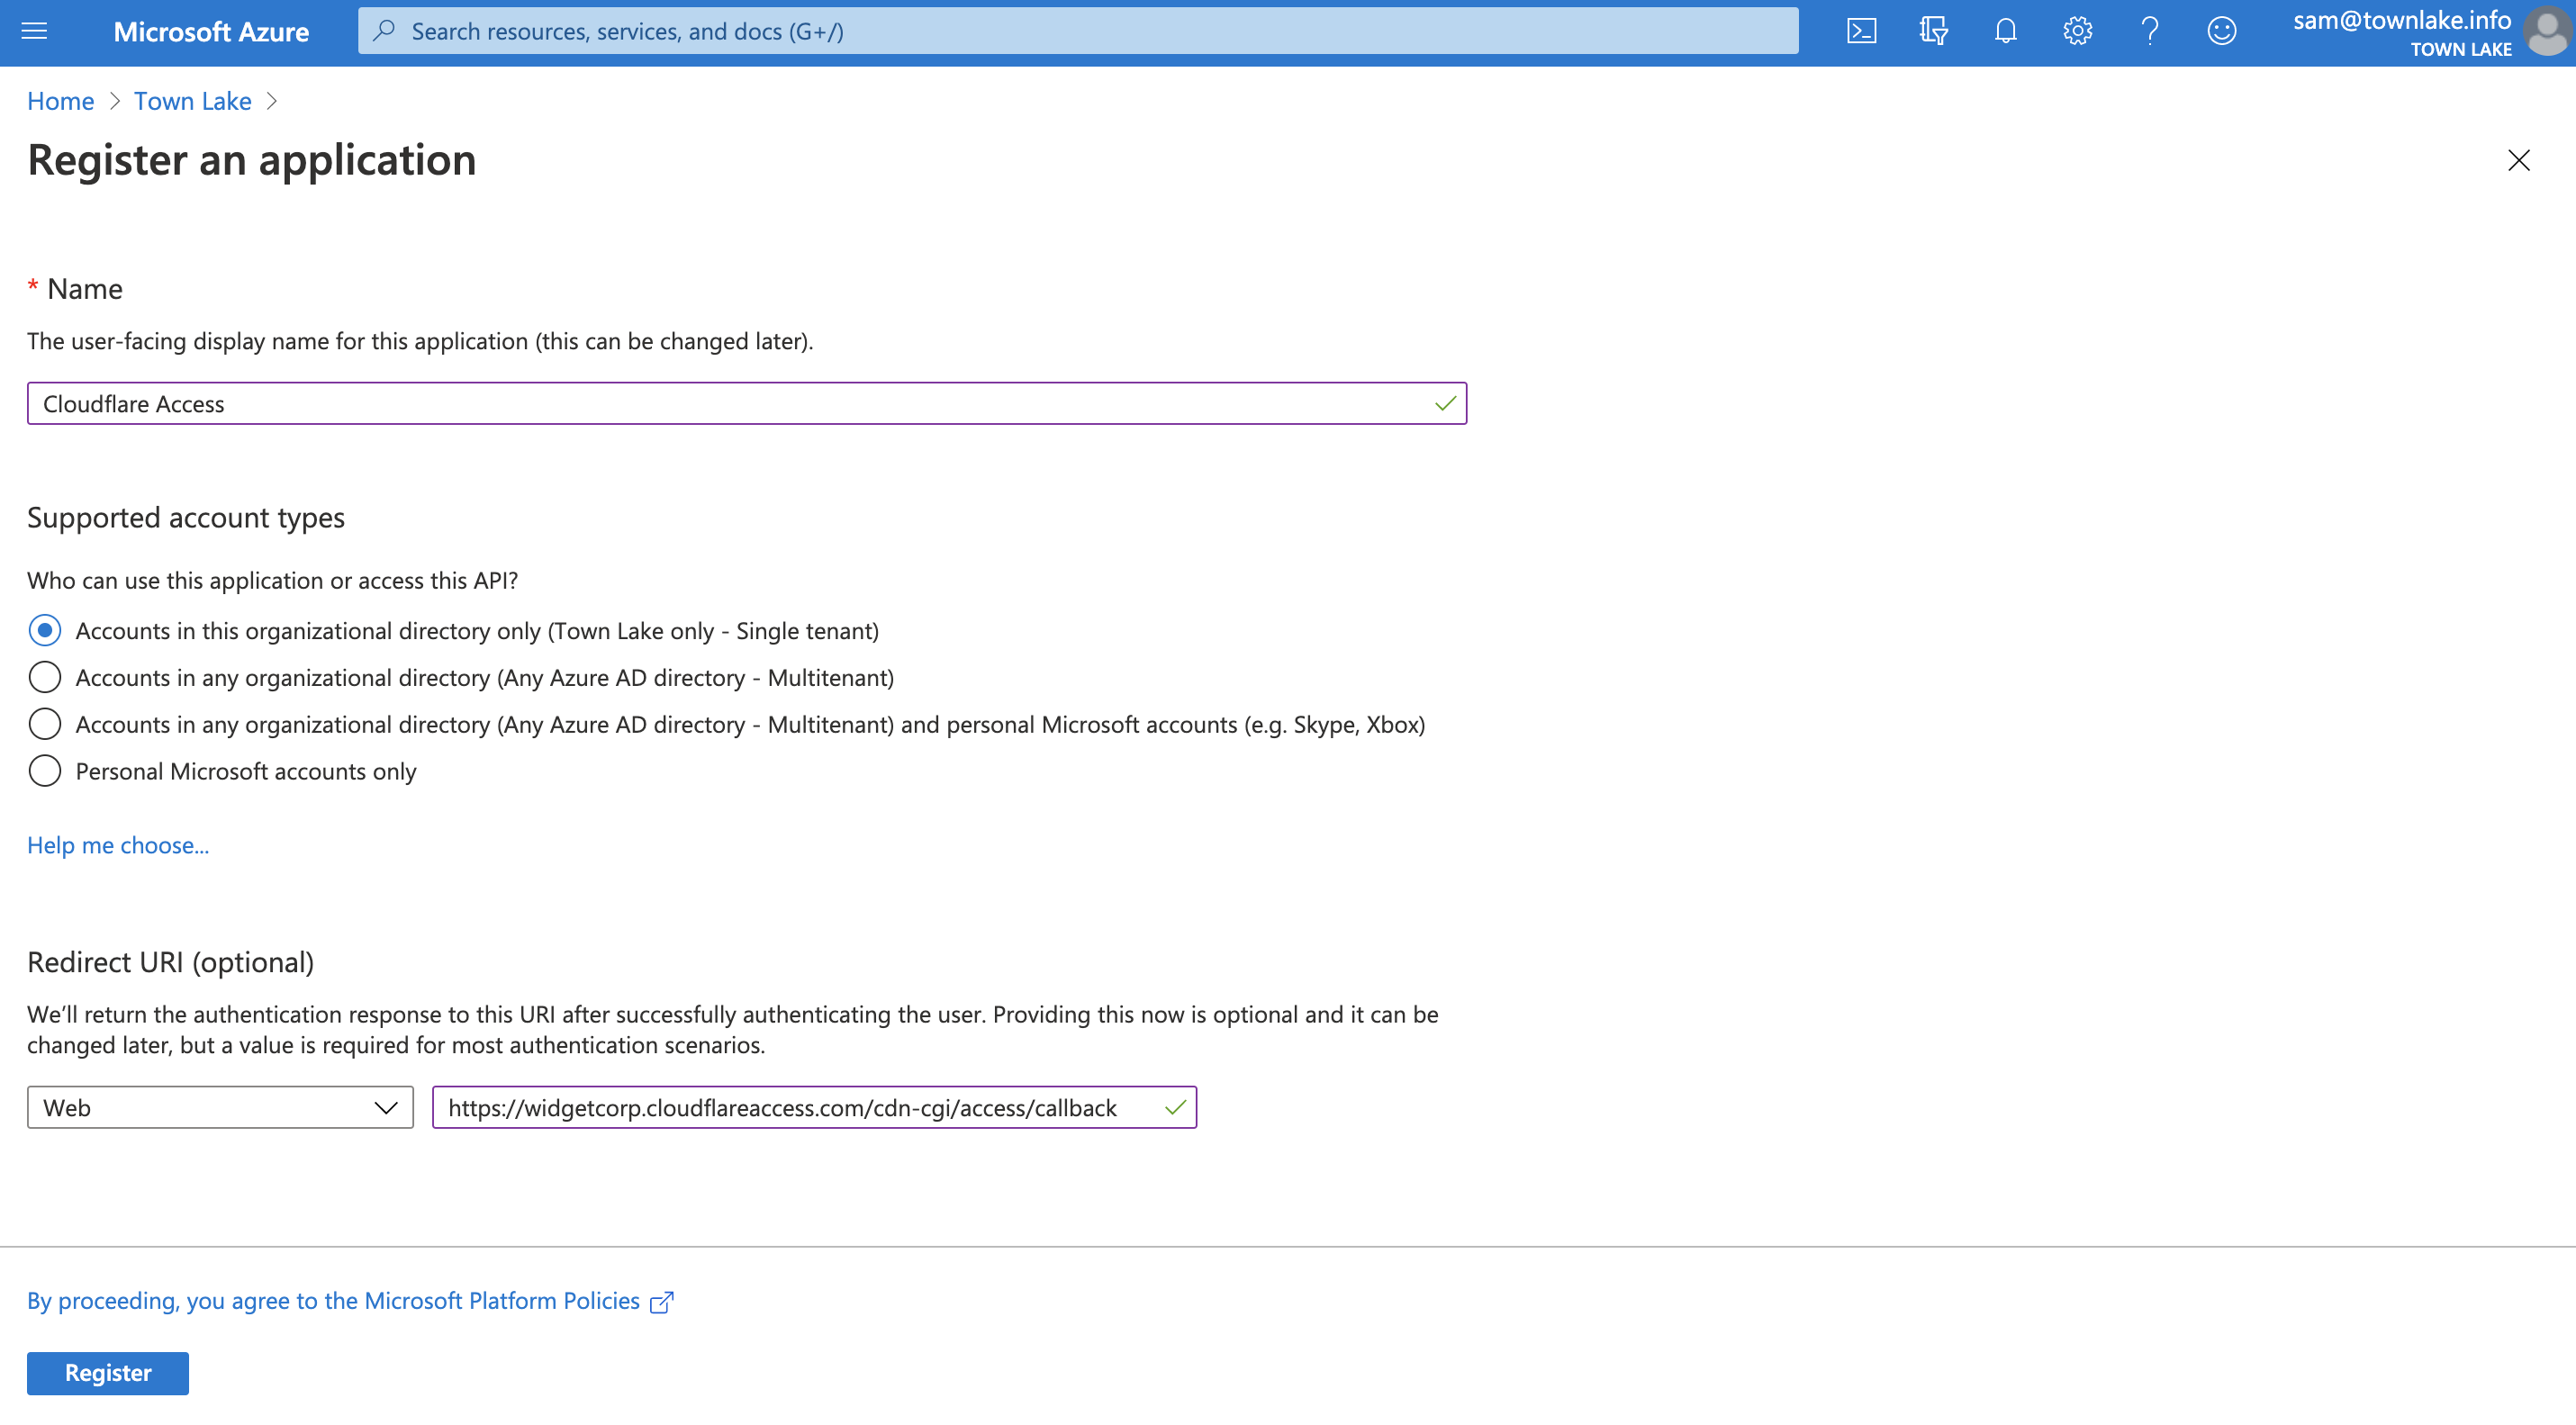 Microsoft Azure
Search resources, services, and docs (G+/)
sam@townlake.info
TOWN LAKE
Home > Town Lake >
Register an application
* Name
The user-facing display name for this application (this can be changed later).
Cloudflare Access
Supported account types
Who can use this application or access this API?
Accounts in this organizational directory only (Town Lake only - Single tenant)
Accounts in any organizational directory (Any Azure AD directory - Multitenant)
Accounts in any organizational directory (Any Azure AD directory - Multitenant) and personal Microsoft accounts (e.g. Skype, Xbox)
Personal Microsoft accounts only
Help me choose...
Redirect URI (optional)
We’ll return the authentication response to this URI after successfully authenticating the user. Providing this now is optional and it can be
changed later, but a value is required for most authentication scenarios.
Web
https://widgetcorp.cloudflareaccess.com/cdn-cgi/access/callback
By proceeding, you agree to the Microsoft Platform Policies
Register